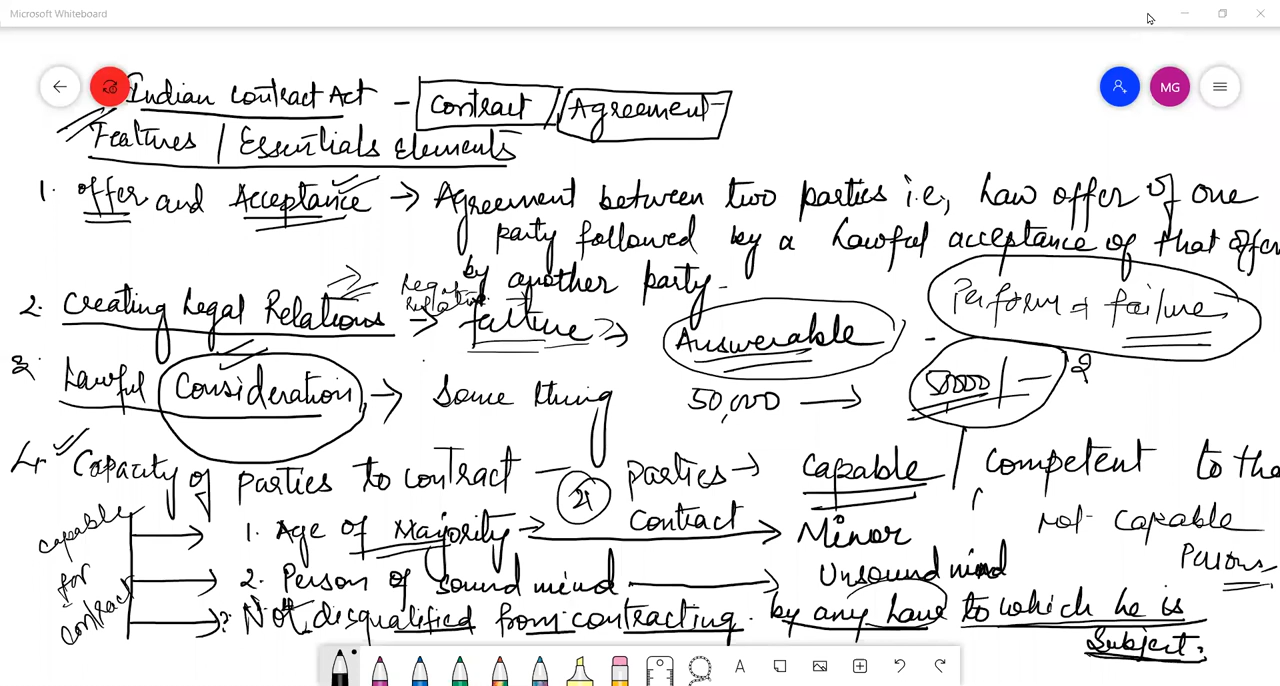 Microsoft Whiteboard
MG
Indian Contract Act - Contract / Agreement
Features / Essentials Elements
1. Offer and Acceptance → Agreement between two parties i.e, Law offer of one
party followed by a Lawful acceptance of that offer
by another party.
2. Creating Legal Relations → failure → Answerable - Perform → failure
Legal Relation
3. Lawful Consideration → Some thing 50,000 → 50000/-
4. Capacity of parties to contract - parties → Capable / Competent to the
contract
not capable
Persons
capable for contract
1. Age of Majority → 21 → Minor
2. Person of sound mind → Unsound mind
3. Not disqualified from contracting by any Law to which he is
Subject.